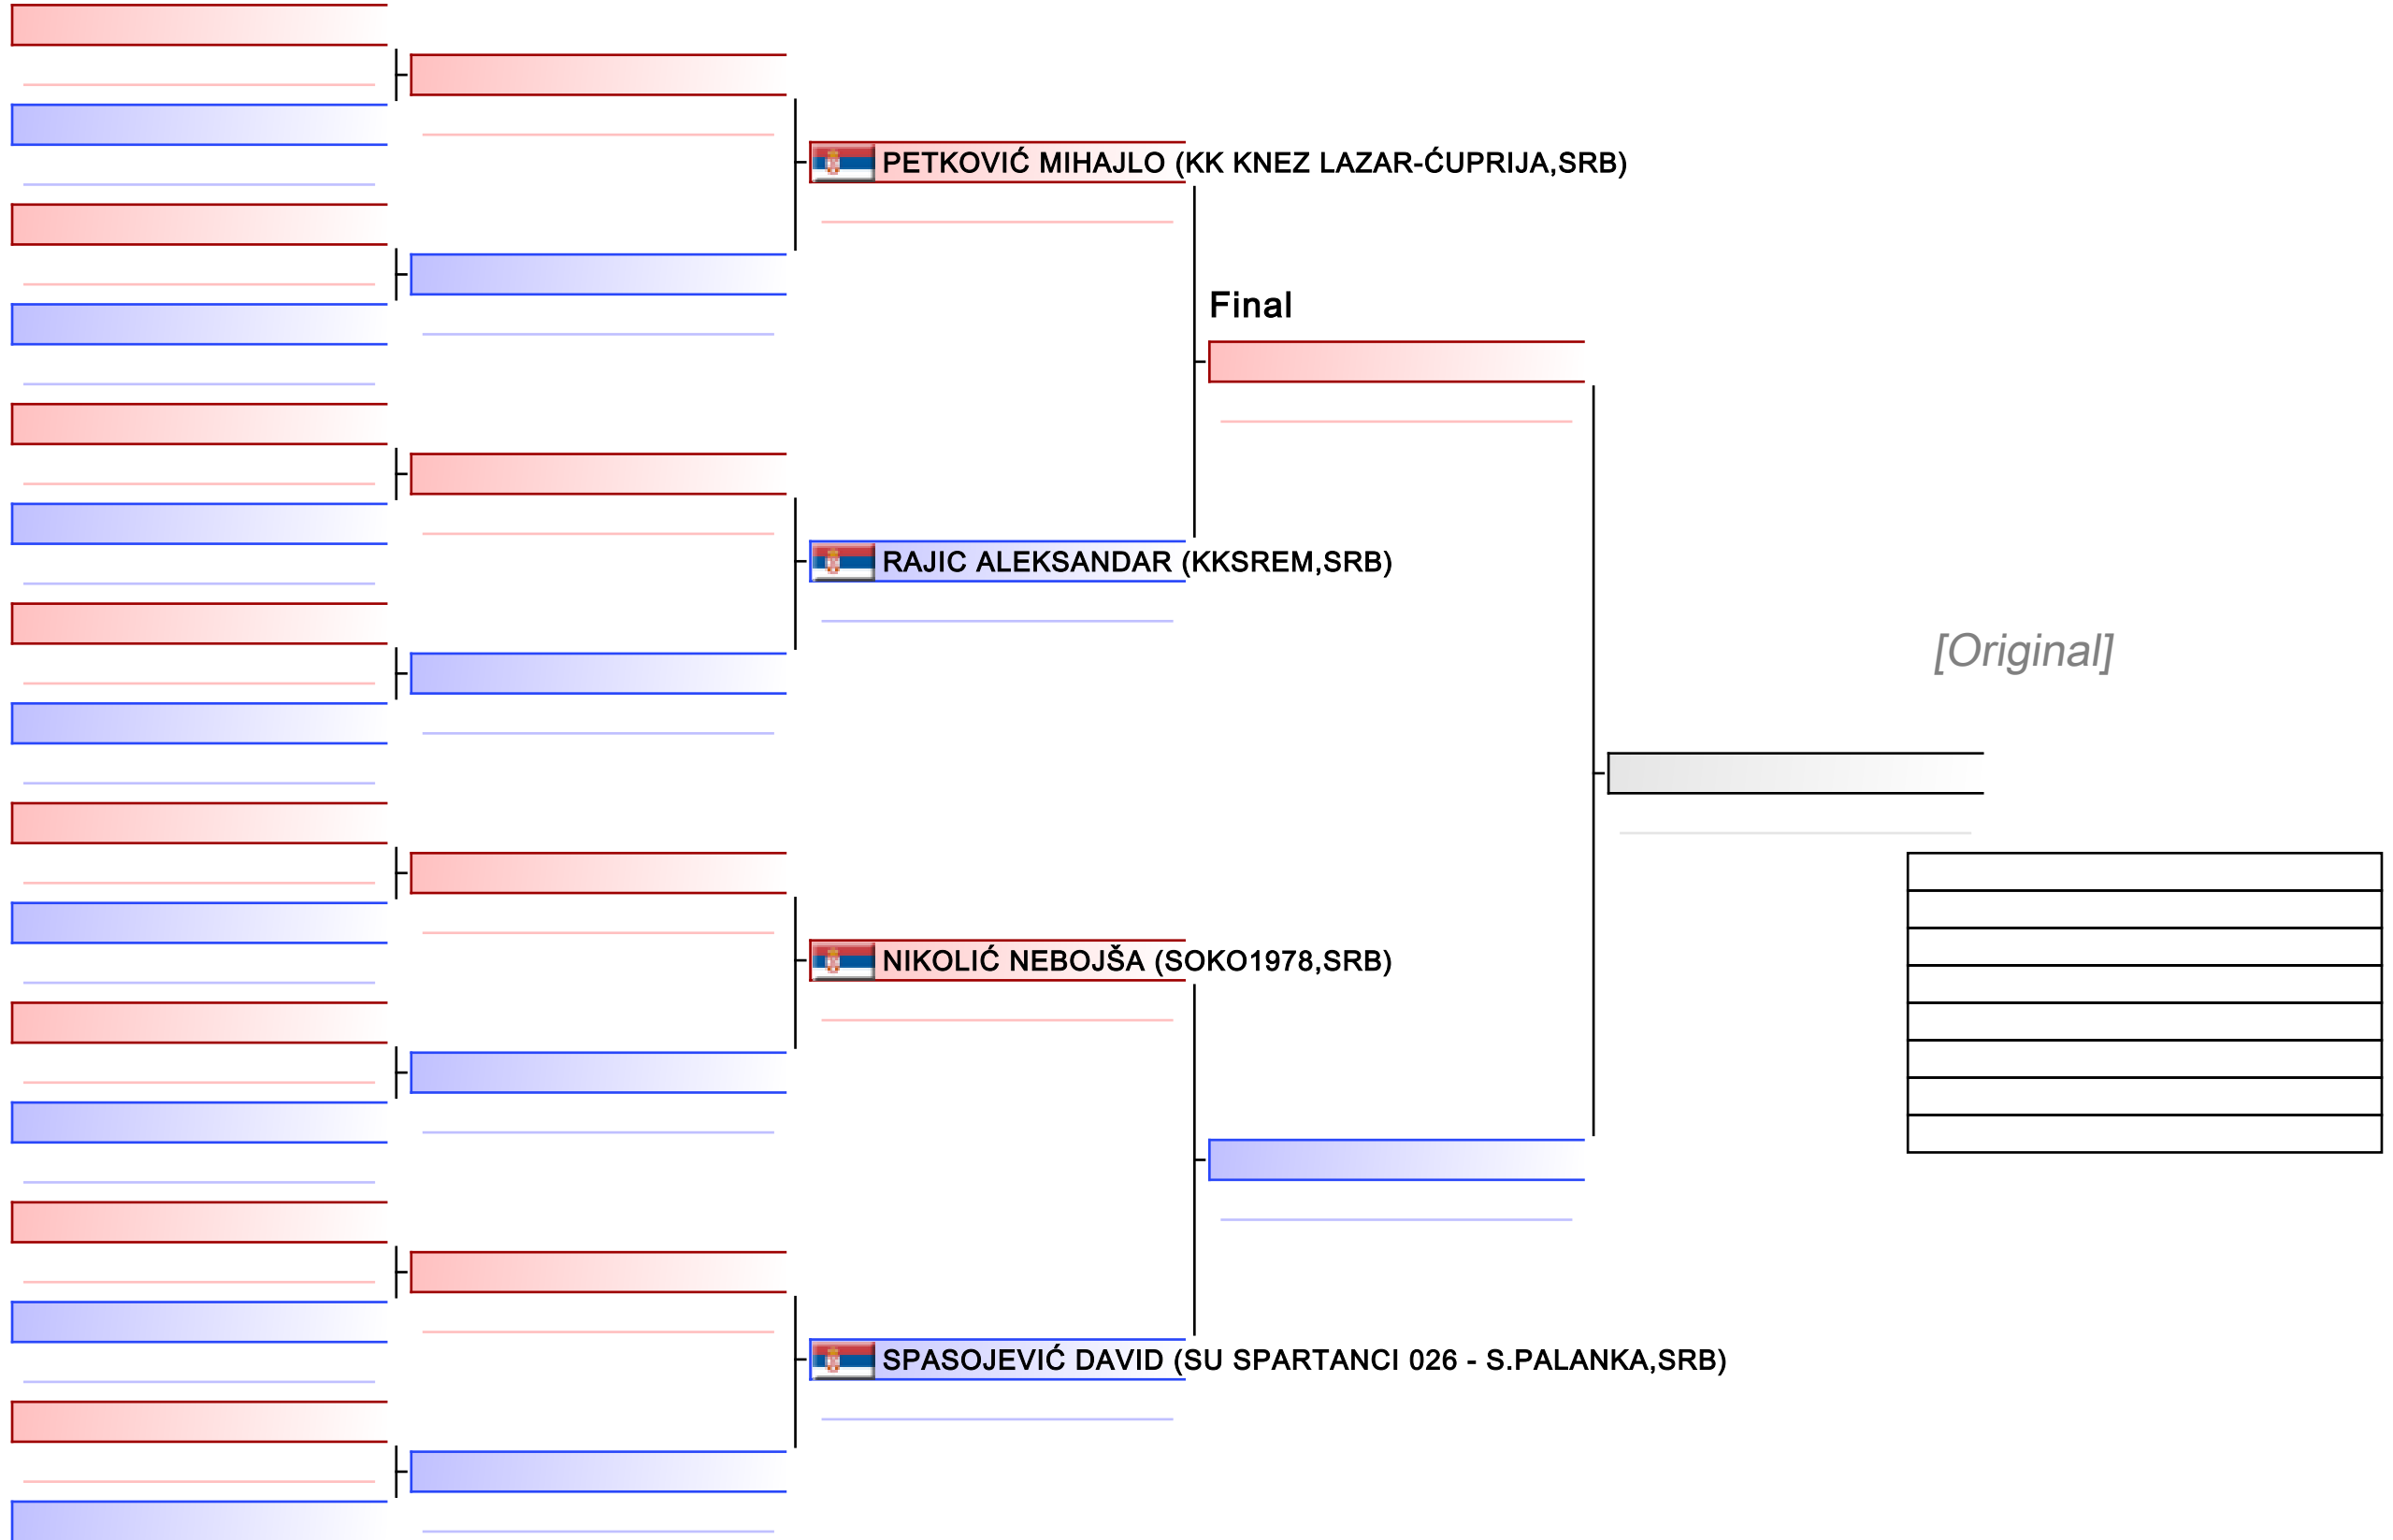 PETKOVIĆ MIHAJLO (KK KNEZ LAZAR-ĆUPRIJA,SRB)
Final
RAJIC ALEKSANDAR (KKSREM,SRB)
[Original]
NIKOLIĆ NEBOJŠA (SOKO1978,SRB)
SPASOJEVIĆ DAVID (SU SPARTANCI 026 - S.PALANKA,SRB)